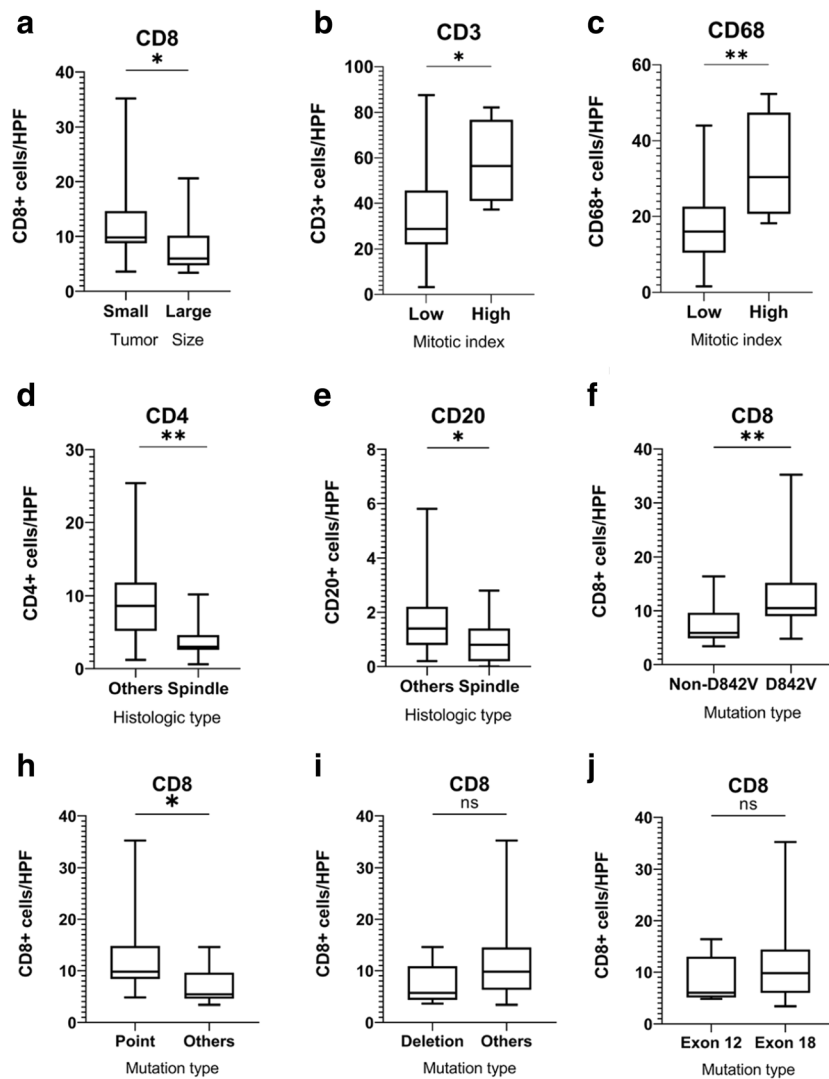 a
CD8
*
CD8+ cells/HPF
40
30
20
10
0
Small Large
Tumor Size
b
CD3
*
CD3+ cells/HPF
100
80
60
40
20
0
Low High
Mitotic index
c
CD68
**
CD68+ cells/HPF
60
40
20
0
Low High
Mitotic index
d
CD4
**
CD4+ cells/HPF
30
20
10
0
Others Spindle
Histologic type
e
CD20
*
CD20+ cells/HPF
8
6
4
2
0
Others Spindle
Histologic type
f
CD8
**
CD8+ cells/HPF
40
30
20
10
0
Non-D842V D842V
Mutation type
h
CD8
*
CD8+ cells/HPF
40
30
20
10
0
Point Others
Mutation type
i
CD8
ns
CD8+ cells/HPF
40
30
20
10
0
Deletion Others
Mutation type
j
CD8
ns
CD8+ cells/HPF
40
30
20
10
0
Exon 12 Exon 18
Mutation type